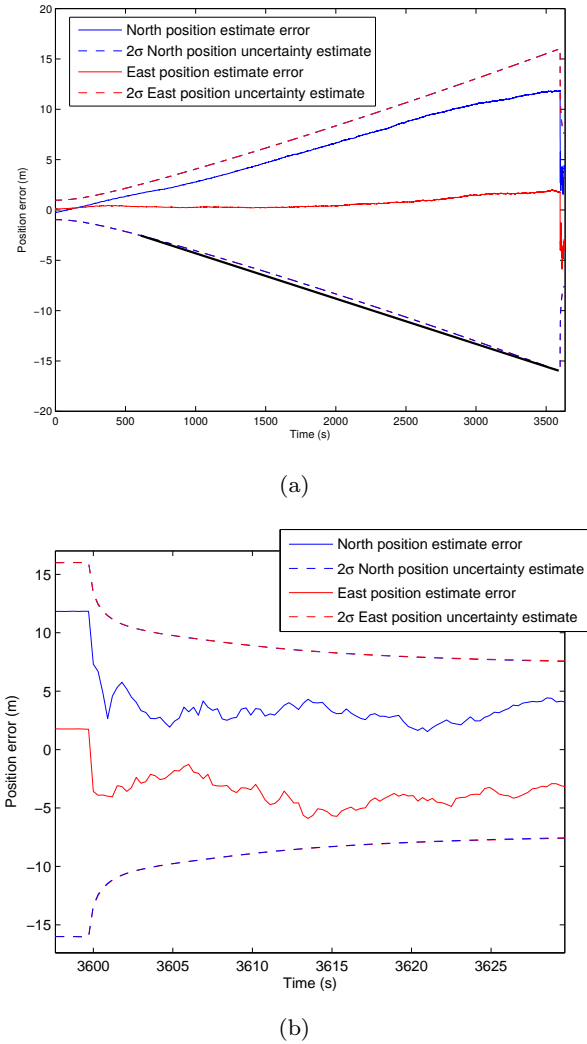 20
15
10
5
0
−5
−10
−15
−20
Position error (m)
North position estimate error
2σ North position uncertainty estimate
East position estimate error
2σ East position uncertainty estimate
0 500 1000 1500 2000 2500 3000 3500
Time (s)
(a)
15
10
5
0
−5
−10
−15
Position error (m)
North position estimate error
2σ North position uncertainty estimate
East position estimate error
2σ East position uncertainty estimate
3600 3605 3610 3615 3620 3625
Time (s)
(b)